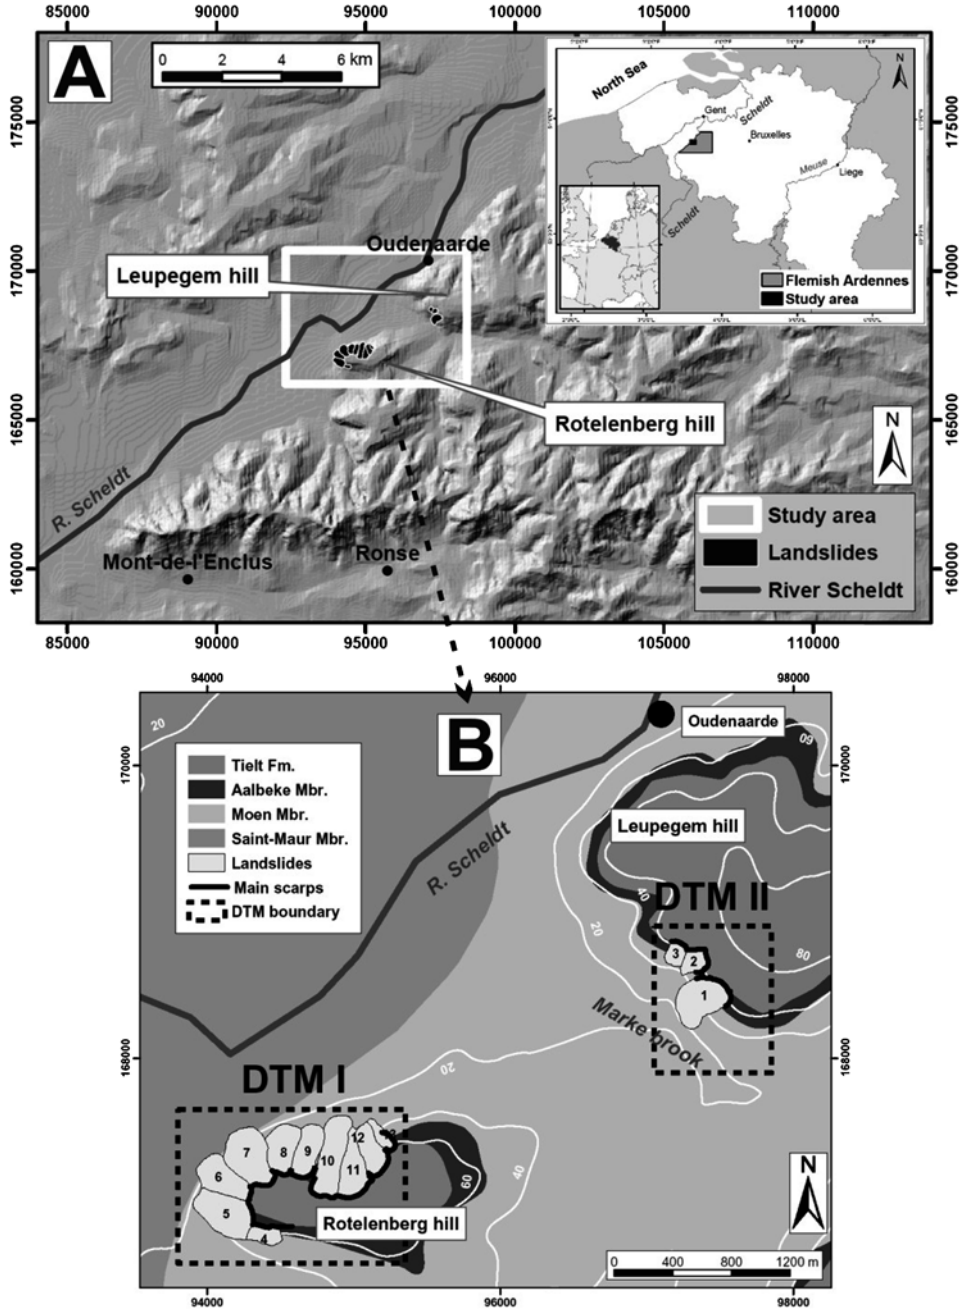 85000 90000 95000 100000 105000 110000
A
0 2 4 6 km
North Sea
N
Gent
Scheldt
Bruxelles
Meuse
Liege
Scheldt
Flemish Ardennes
Study area
175000 175000
Oudenaarde
170000 170000
Leupegem hill
Rotelenberg hill
165000 165000
N
R. Scheldt
Study area
Landslides
River Scheldt
Mont-de-l'Enclus
Ronse
160000 160000
85000 90000 95000 100000 105000 110000
94000 96000 98000
B
Oudenaarde
20
60
170000 170000
Tielt Fm.
Aalbeke Mbr.
Moen Mbr.
Saint-Maur Mbr.
Landslides
Main scarps
DTM boundary
Leupegem hill
R. Scheldt
40
DTM II
20
80
3
2
1
Marke brook
168000 168000
20
DTM I
7 8 9 10 12
11
6
5
4
60
40
Rotelenberg hill
N
0 400 800 1200 m
94000 96000 98000